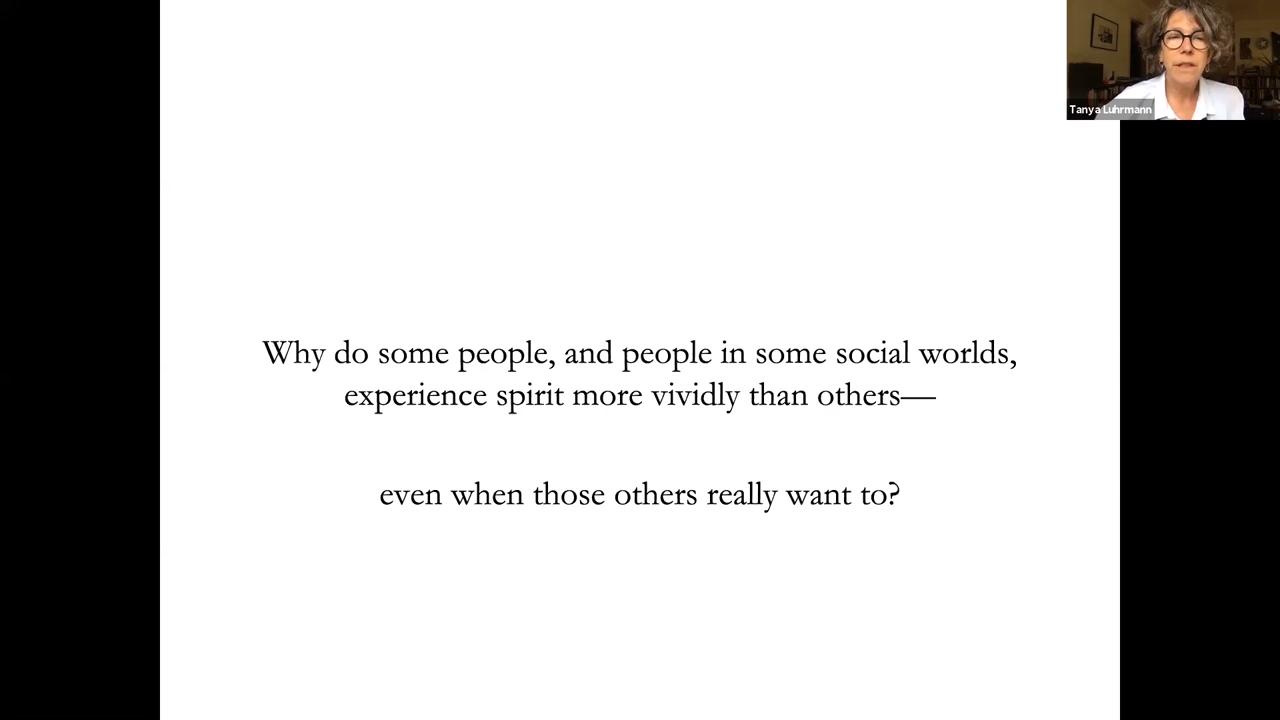 Tanya Luhrmann
Why do some people, and people in some social worlds,
experience spirit more vividly than others—
even when those others really want to?